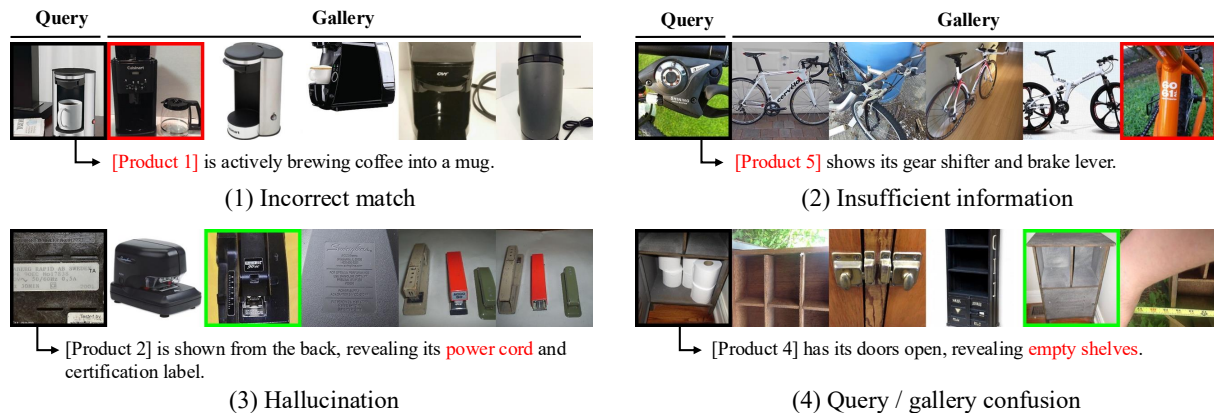 Query Gallery
[Product 1] is actively brewing coffee into a mug.
(1) Incorrect match
Query Gallery
GO
[Product 5] shows its gear shifter and brake lever.
(2) Insufficient information
[Product 2] is shown from the back, revealing its power cord and
certification label.
(3) Hallucination
[Product 4] has its doors open, revealing empty shelves.
(4) Query / gallery confusion